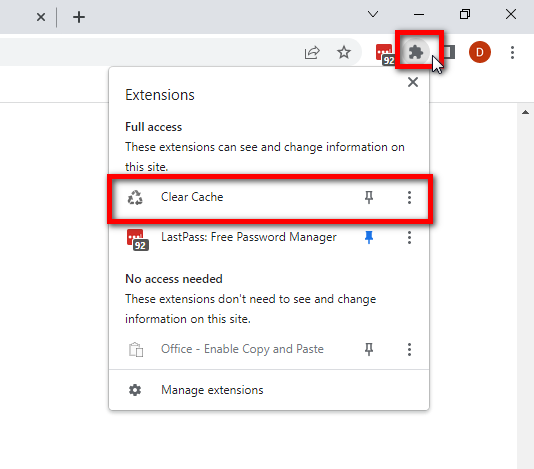 92
D
Extensions
Full access
These extensions can see and change information on
this site.
Clear Cache
92
LastPass: Free Password Manager
No access needed
These extensions don't need to see and change
information on this site.
Office - Enable Copy and Paste
Manage extensions